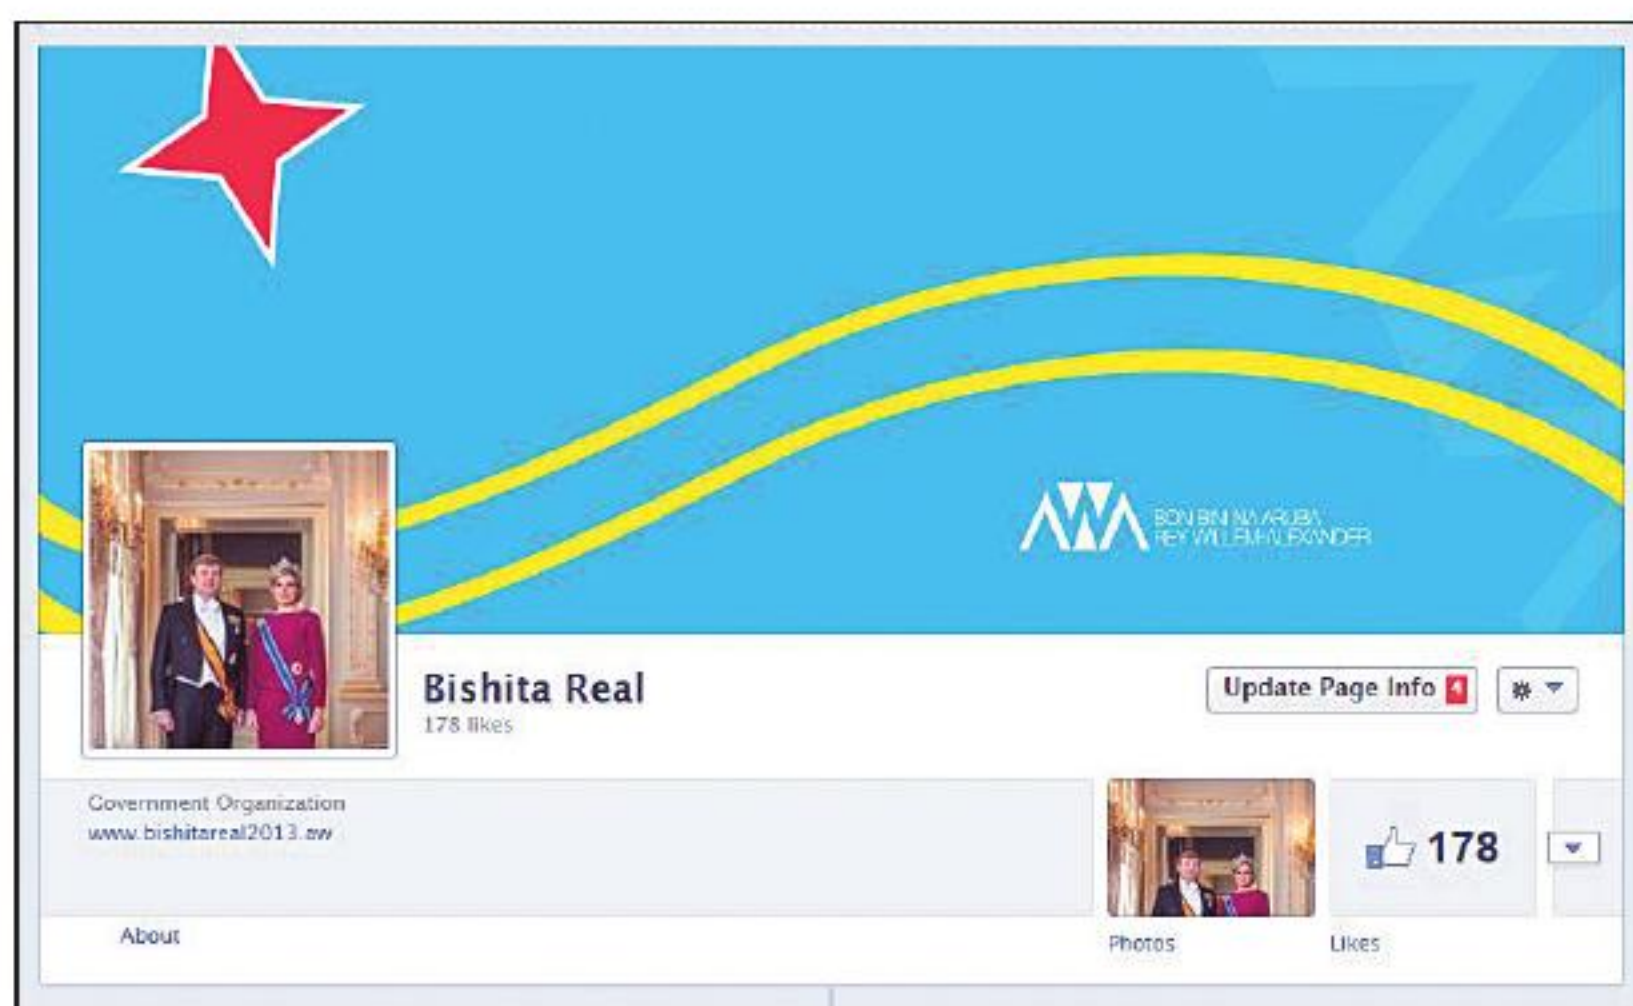 BON BINI NA ARUBA
REY WILLEM-ALEXANDER
Bishita Real
178 likes
Update Page Info 4
Government Organization
www.bishitareal2013.aw
178
About
Photos
Likes